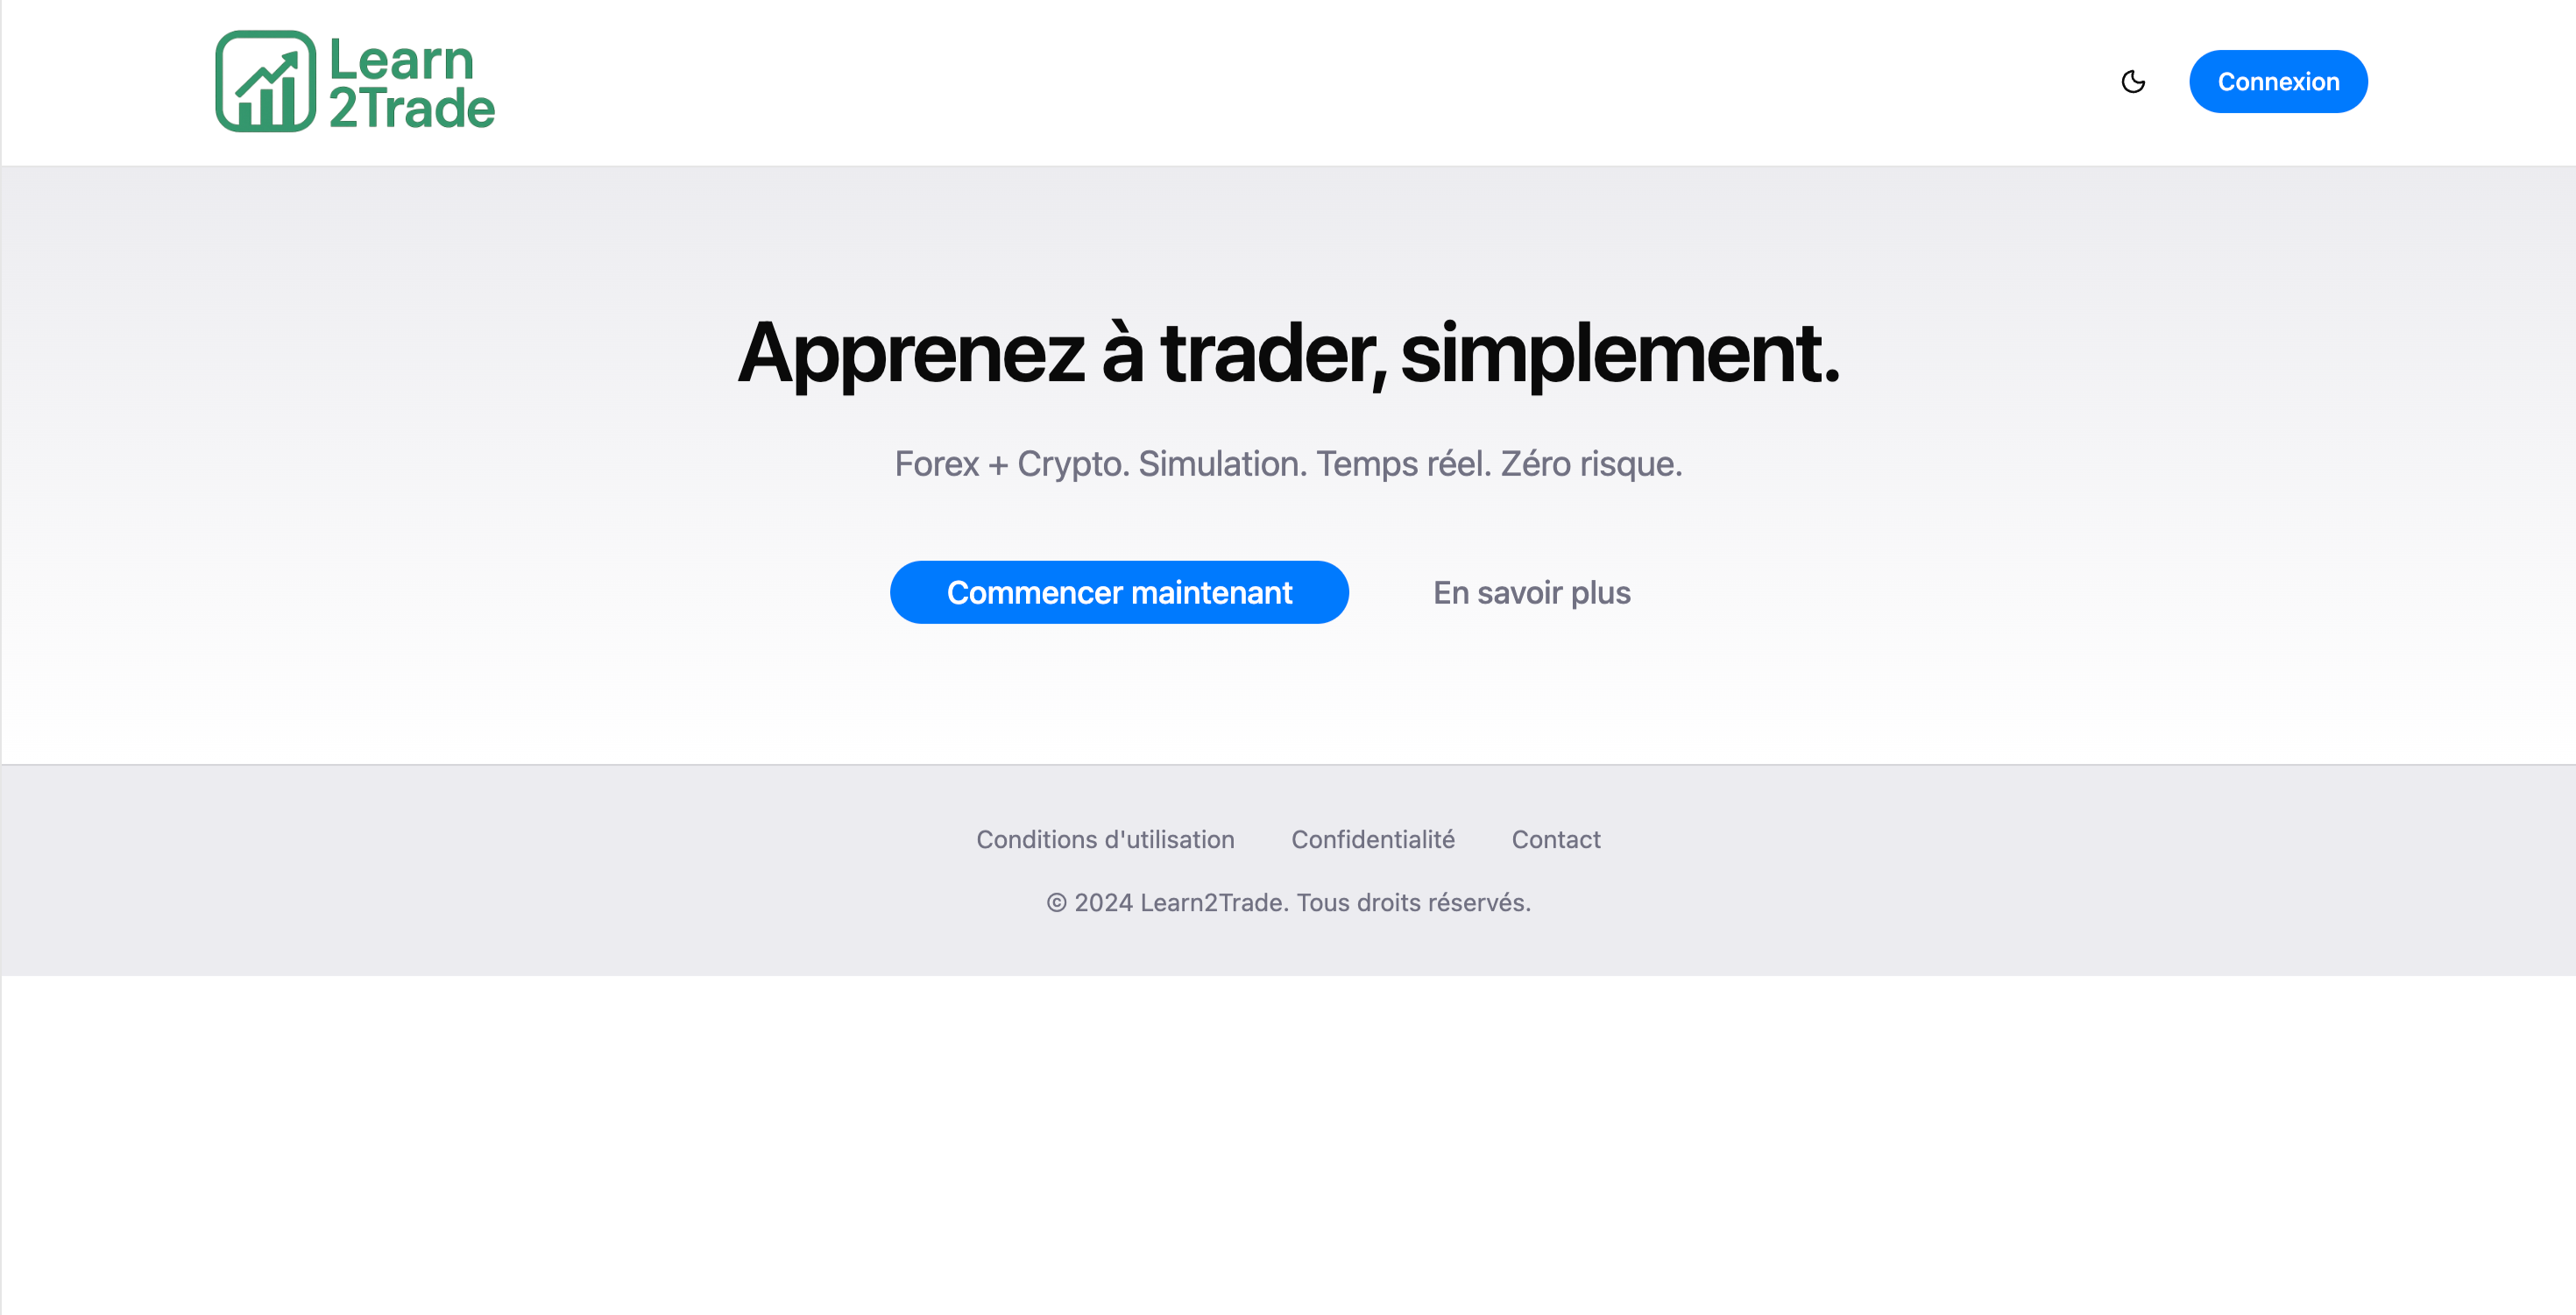 Learn
2Trade
Connexion
Apprenez à trader, simplement.
Forex + Crypto. Simulation. Temps réel. Zéro risque.
Commencer maintenant
En savoir plus
Conditions d'utilisation
Confidentialité
Contact
© 2024 Learn2Trade. Tous droits réservés.